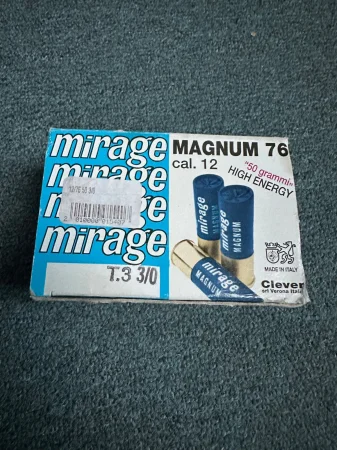 mirage
mirage
mirage
mirage
MAGNUM 76
cal. 12
"50 grammi"
HIGH ENERGY
mirage
MAGNUM
mirage
MAGNUM
mirage
MAGNUM
MADE IN ITALY
Clever
srl Verona Italia
T.3 3/0